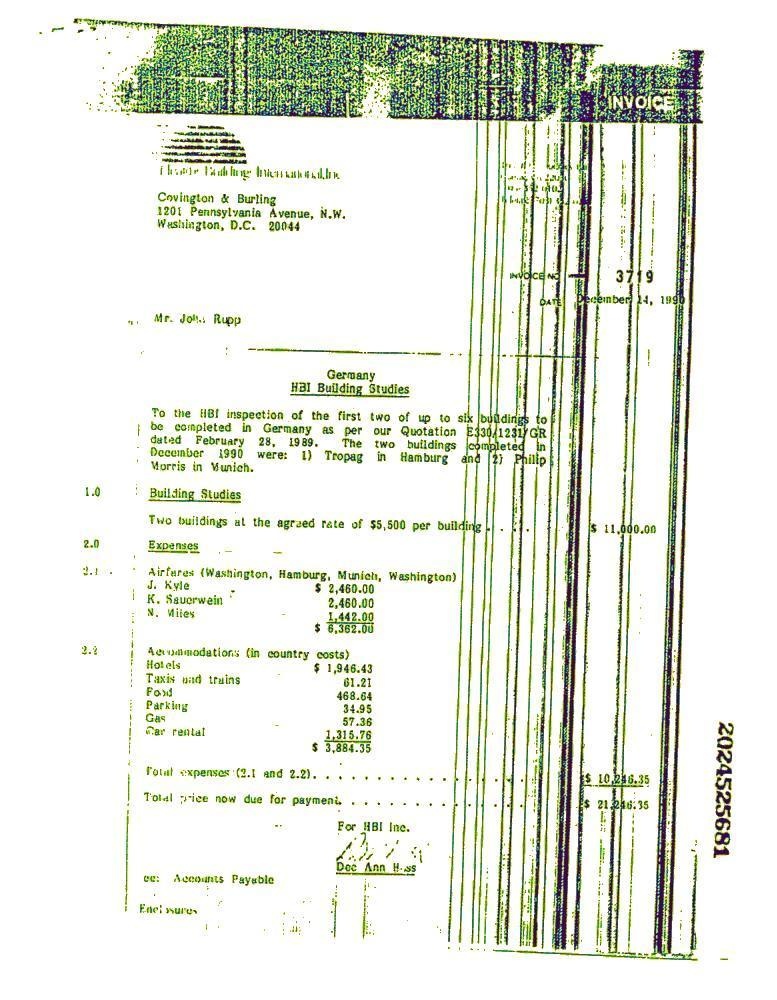 INVOICE
Healthy Buildings International, Inc.
Covington & Burling
1201 Pennsylvania Avenue, N.W.
Washington, D.C. 20044
INVOICE NO 3719
DATE December 14, 1990
Mr. John Rupp
Germany
HBI Building Studies
To the HBI inspection of the first two of up to six buildings to
be completed in Germany as per our Quotation E330/1231/GR
dated February 28, 1989. The two buildings completed in
December 1990 were: 1) Tropag in Hamburg and 2) Philip
Morris in Munich.
1.0 Building Studies
Two buildings at the agreed rate of $5,500 per building . . . . $ 11,000.00
2.0 Expenses
2.1 Airfares (Washington, Hamburg, Munich, Washington)
J. Kyle $ 2,460.00
K. Sauerwein 2,460.00
N. Miles 1,442.00
$ 6,362.00
2.2 Accommodations (in country costs)
Hotels $ 1,946.43
Taxis and trains 61.21
Food 468.64
Parking 34.95
Gas 57.36
Car rental 1,315.76
$ 3,884.35
Total expenses (2.1 and 2.2). . . . . . . . . . . . . . $ 10,246.35
Total price now due for payment. . . . . . . . . . . . $ 21,246.35
For HBI Inc.
Dee Ann
cc: Accounts Payable
Enclosures
2024525681